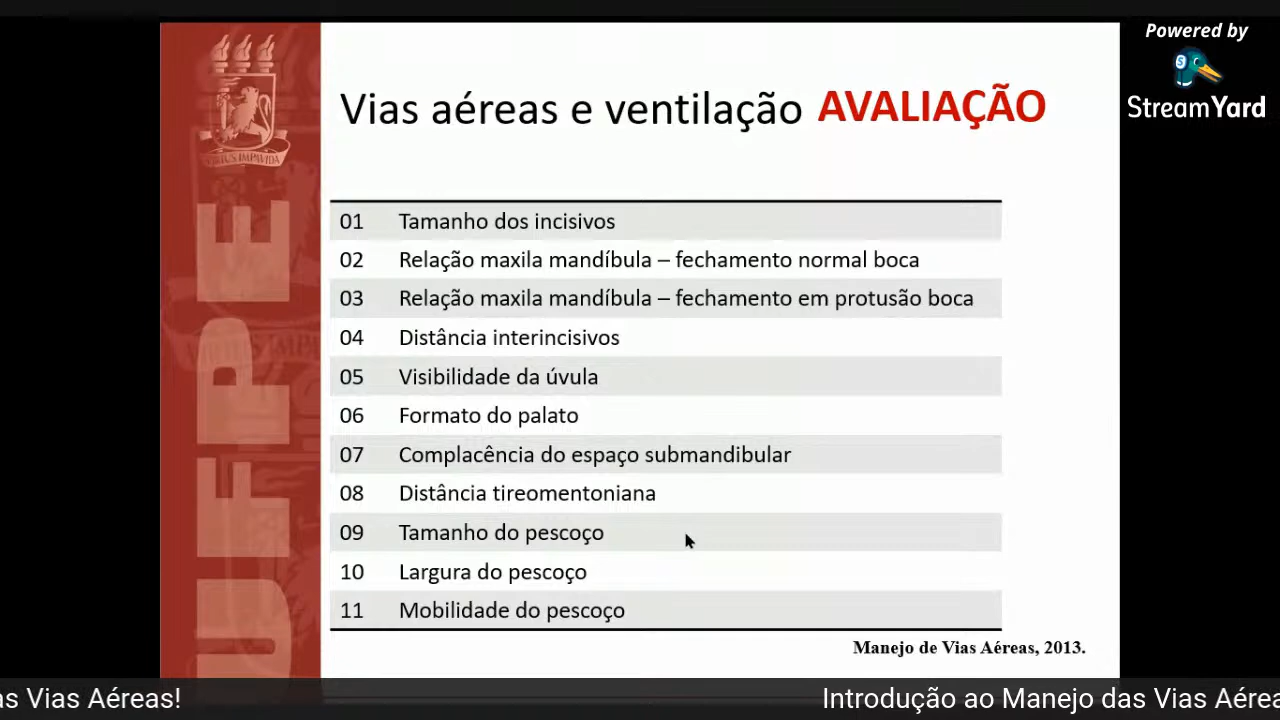 Powered by
StreamYard
Vias aéreas e ventilação AVALIAÇÃO
VIRTUS IMPAVIDA
UFPE
01 Tamanho dos incisivos
02 Relação maxila mandíbula – fechamento normal boca
03 Relação maxila mandíbula – fechamento em protusão boca
04 Distância interincisivos
05 Visibilidade da úvula
06 Formato do palato
07 Complacência do espaço submandibular
08 Distância tireomentoniana
09 Tamanho do pescoço
10 Largura do pescoço
11 Mobilidade do pescoço
Manejo de Vias Aéreas, 2013.
as Vias Aéreas! Introdução ao Manejo das Vias Aérea